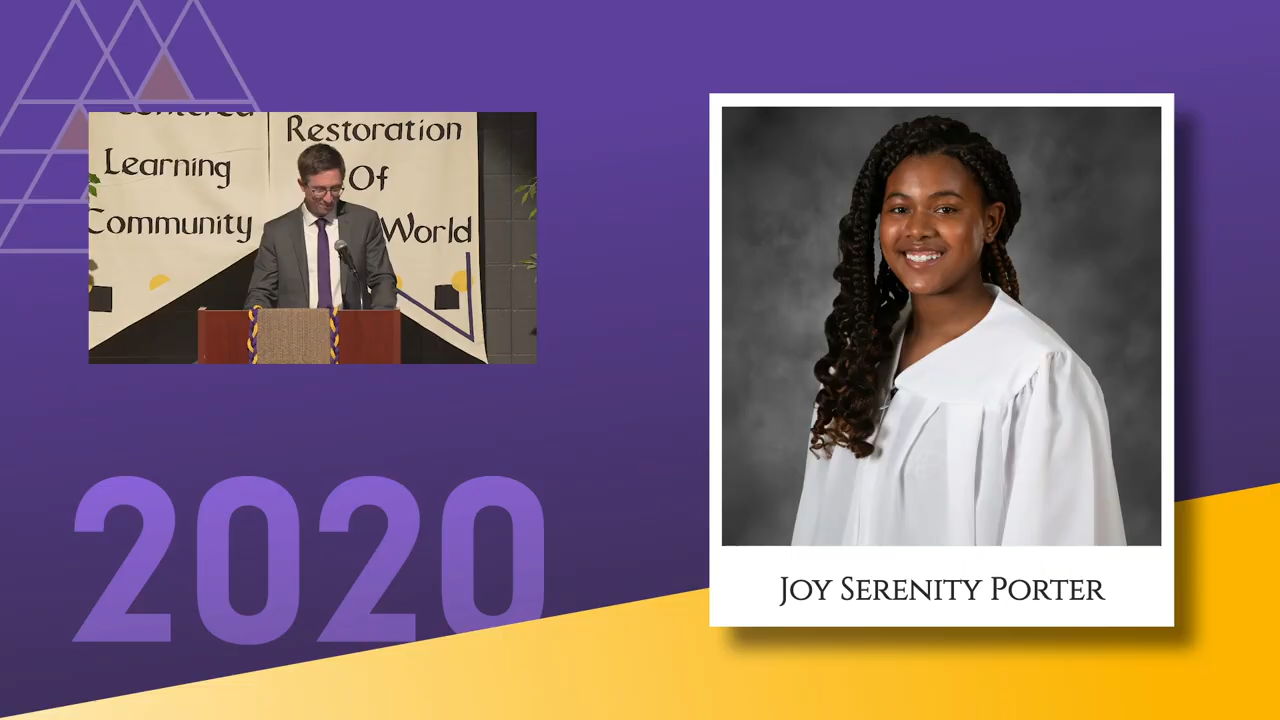 Learning
Community
Restoration
Of
World
2020
Joy Serenity Porter